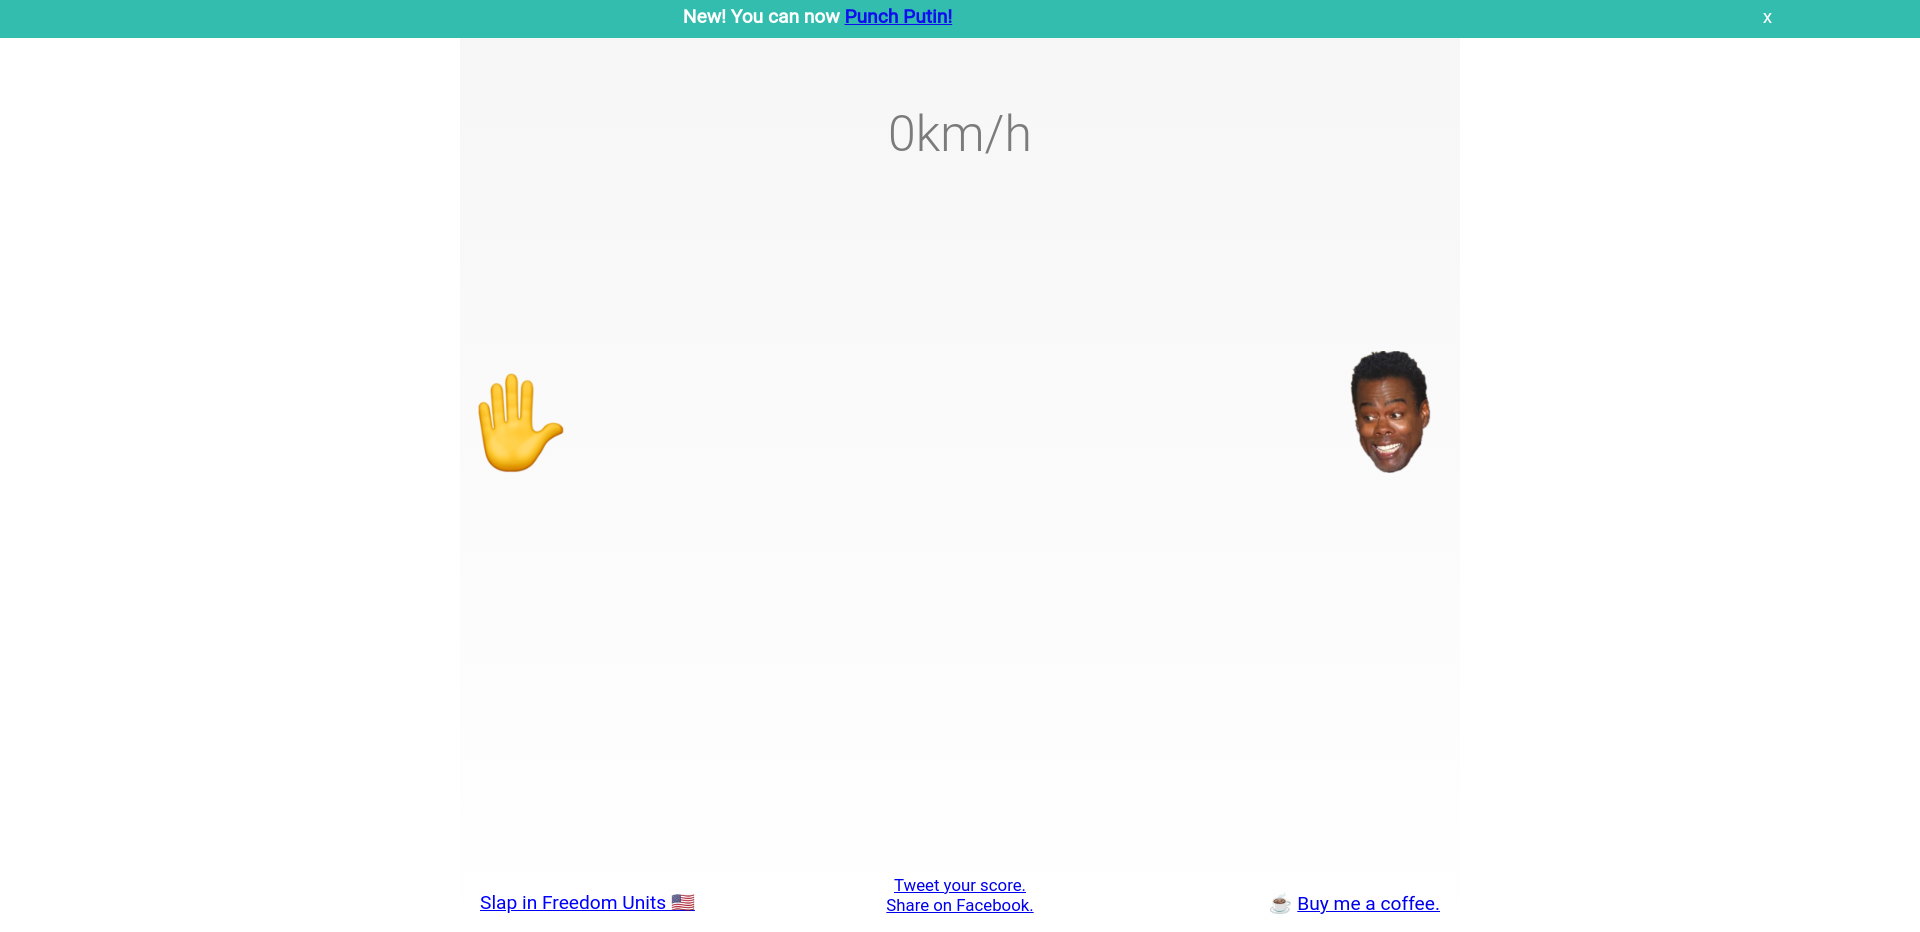 New! You can now Punch Putin!
x
0km/h
Slap in Freedom Units 🇺🇸
Tweet your score.
Share on Facebook.
☕ Buy me a coffee.